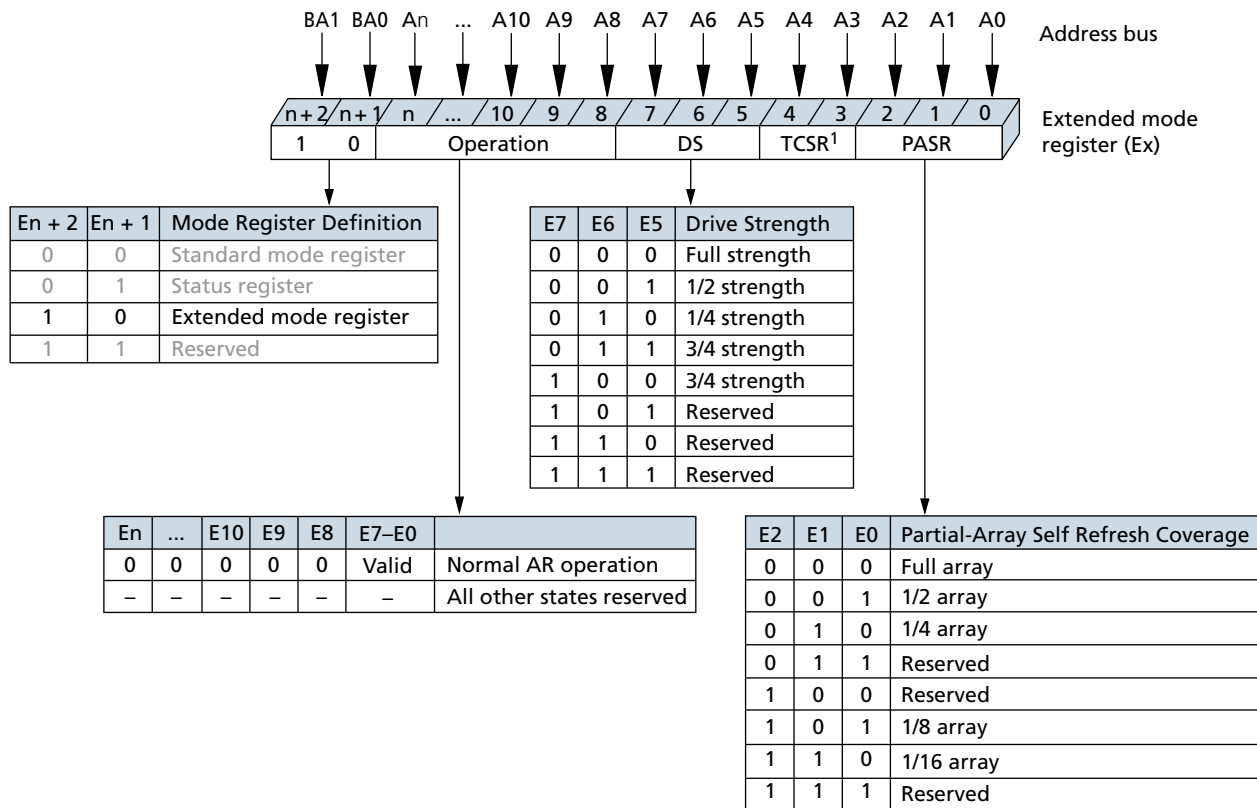 BA1 BA0 An ... A10 A9 A8 A7 A6 A5 A4 A3 A2 A1 A0 Address bus
n + 2 n + 1 n ... 10 9 8 7 6 5 4 3 2 1 0 Extended mode
register (Ex)
1 0 Operation DS TCSR1 PASR
En + 2 En + 1 Mode Register Definition
0 0 Standard mode register
0 1 Status register
1 0 Extended mode register
1 1 Reserved
E7 E6 E5 Drive Strength
0 0 0 Full strength
0 0 1 1/2 strength
0 1 0 1/4 strength
0 1 1 3/4 strength
1 0 0 3/4 strength
1 0 1 Reserved
1 1 0 Reserved
1 1 1 Reserved
En ... E10 E9 E8 E7–E0
0 0 0 0 0 Valid Normal AR operation
– – – – – – All other states reserved
E2 E1 E0 Partial-Array Self Refresh Coverage
0 0 0 Full array
0 0 1 1/2 array
0 1 0 1/4 array
0 1 1 Reserved
1 0 0 Reserved
1 0 1 1/8 array
1 1 0 1/16 array
1 1 1 Reserved